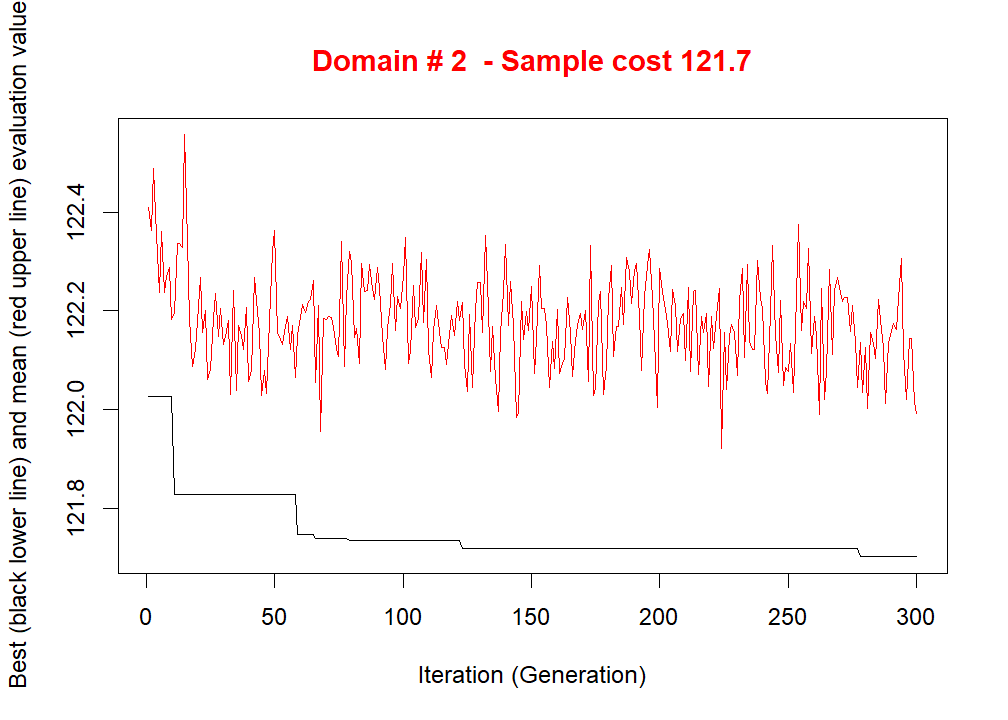 Domain # 2  - Sample cost 121.7
Best (black lower line) and mean (red upper line) evaluation value
122.4
122.2
122.0
121.8
0 50 100 150 200 250 300
Iteration (Generation)